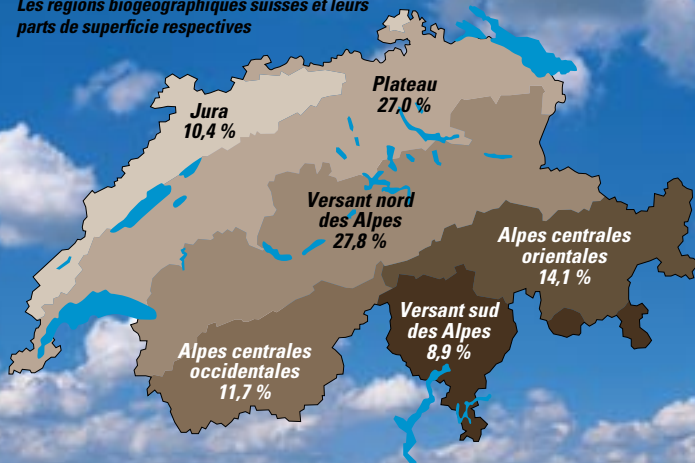 Les régions biogéographiques suisses et leurs
parts de superficie respectives
Plateau
27,0 %
Jura
10,4 %
Versant nord
des Alpes
27,8 %
Alpes centrales
orientales
14,1 %
Versant sud
des Alpes
8,9 %
Alpes centrales
occidentales
11,7 %